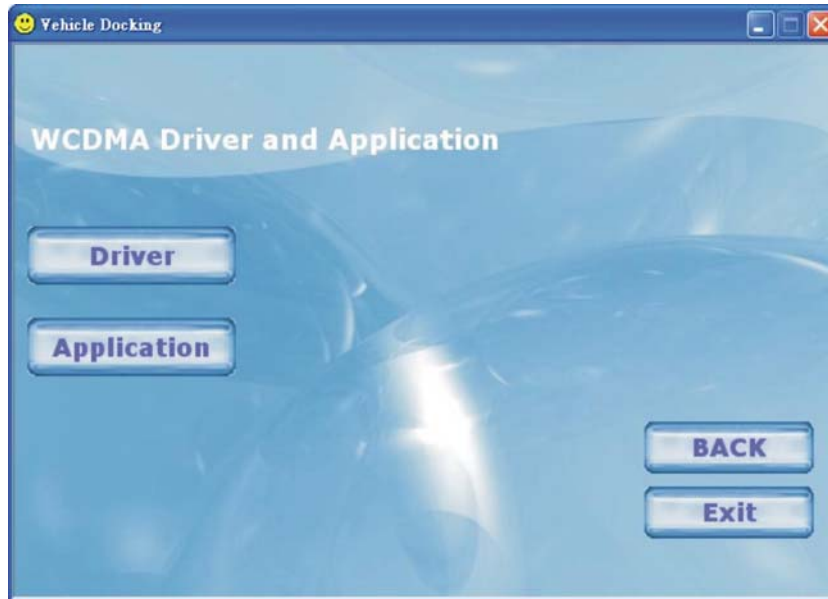 Vehicle Docking
WCDMA Driver and Application
Driver
Application
BACK
Exit